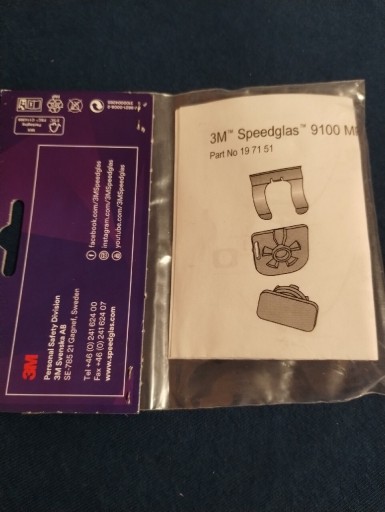 3M™ Speedglas™ 9100 M
Part No 19 71 51
facebook.com/3MSpeedglas
instagram.com/3MSpeedglas
youtube.com/3MSpeedglas
3M
Personal Safety Division
3M Svenska AB
SE-785 21 Gagnef, Sweden
Tel +46 (0) 241 624 00
Fax +46 (0) 241 624 07
www.speedglas.com